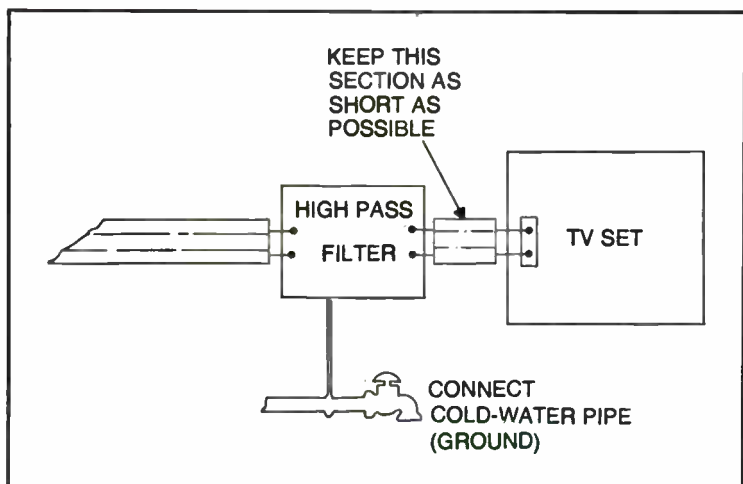 KEEP THIS
SECTION AS
SHORT AS
POSSIBLE
HIGH PASS
FILTER
TV SET
CONNECT
COLD-WATER PIPE
(GROUND)